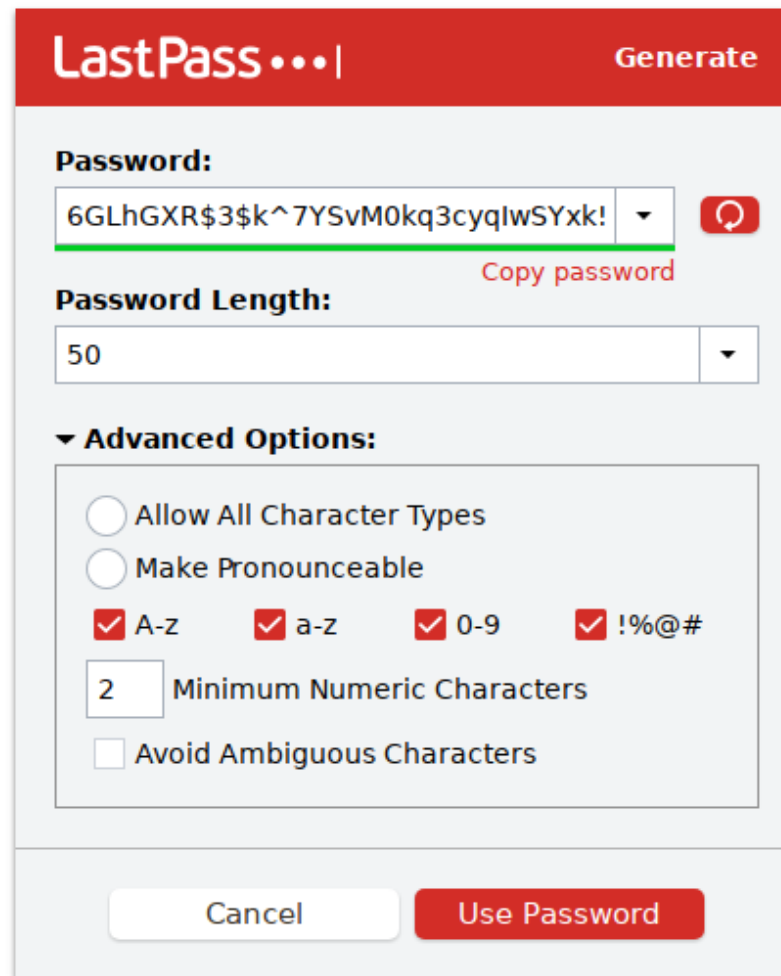 LastPass •••| Generate
Password:
6GLhGXR$3$k^7YSvM0kq3cyqIwSYxk!
Copy password
Password Length:
50
Advanced Options:
Allow All Character Types
Make Pronounceable
A-z a-z 0-9 !%@#
2 Minimum Numeric Characters
Avoid Ambiguous Characters
Cancel Use Password